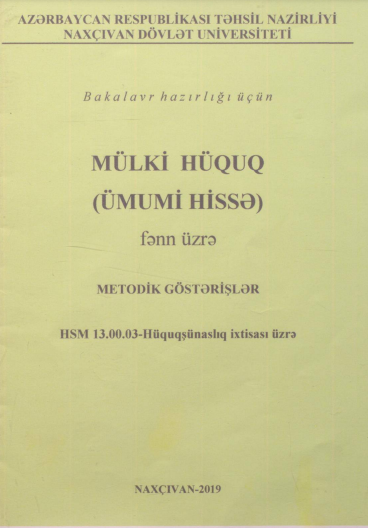 AZƏRBAYCAN RESPUBLİKASI TƏHSİL NAZİRLİYİ
NAXÇIVAN DÖVLƏT UNİVERSİTETİ
Bakalavr hazırlığı üçün
MÜLKİ HÜQUQ
(ÜMUMİ HİSSƏ)
fənn üzrə
METODİK GÖSTƏRİŞLƏR
HSM 13.00.03-Hüquqşünaslıq ixtisası üzrə
NAXÇIVAN-2019